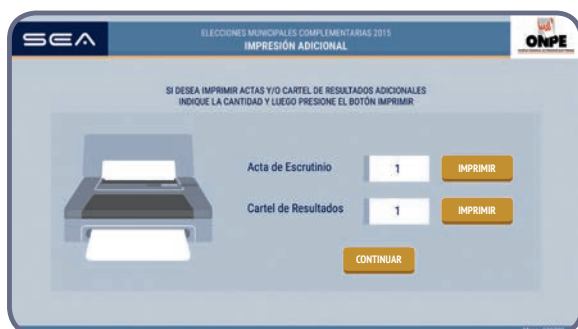 SEA
ELECCIONES MUNICIPALES COMPLEMENTARIAS 2015
IMPRESIÓN ADICIONAL
ONPE
SI DESEA IMPRIMIR ACTAS Y/O CARTEL DE RESULTADOS ADICIONALES
INDIQUE LA CANTIDAD Y LUEGO PRESIONE EL BOTÓN IMPRIMIR
Acta de Escrutinio 1 IMPRIMIR
Cartel de Resultados 1 IMPRIMIR
CONTINUAR